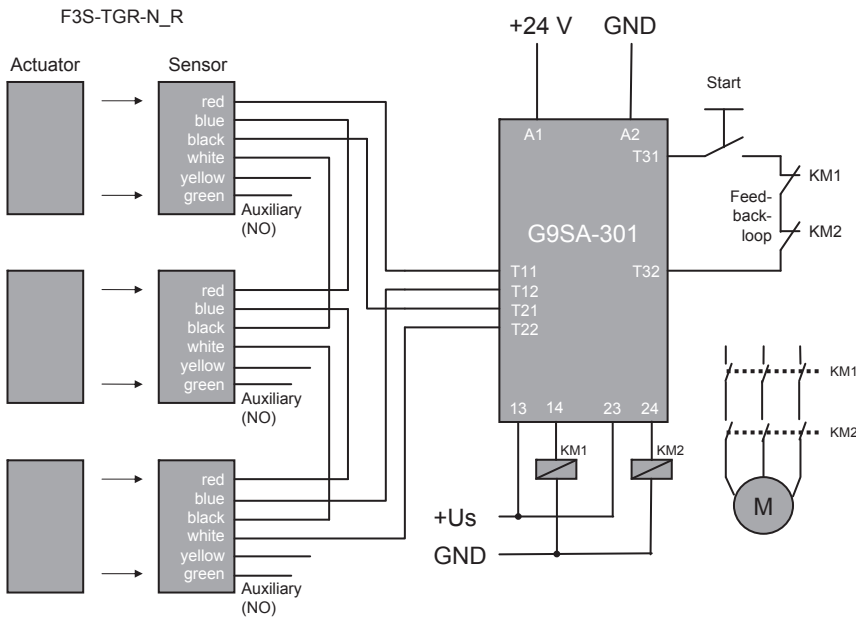 F3S-TGR-N_R
Actuator
Sensor
red
blue
black
white
yellow
green
Auxiliary
(NO)
red
blue
black
white
yellow
green
Auxiliary
(NO)
red
blue
black
white
yellow
green
Auxiliary
(NO)
+24 V
GND
A1
A2
T31
G9SA-301
T11
T12
T21
T22
T32
13
14
23
24
Start
KM1
Feed-
back-
loop
KM2
KM1
KM2
+Us
GND
KM1
KM2
M